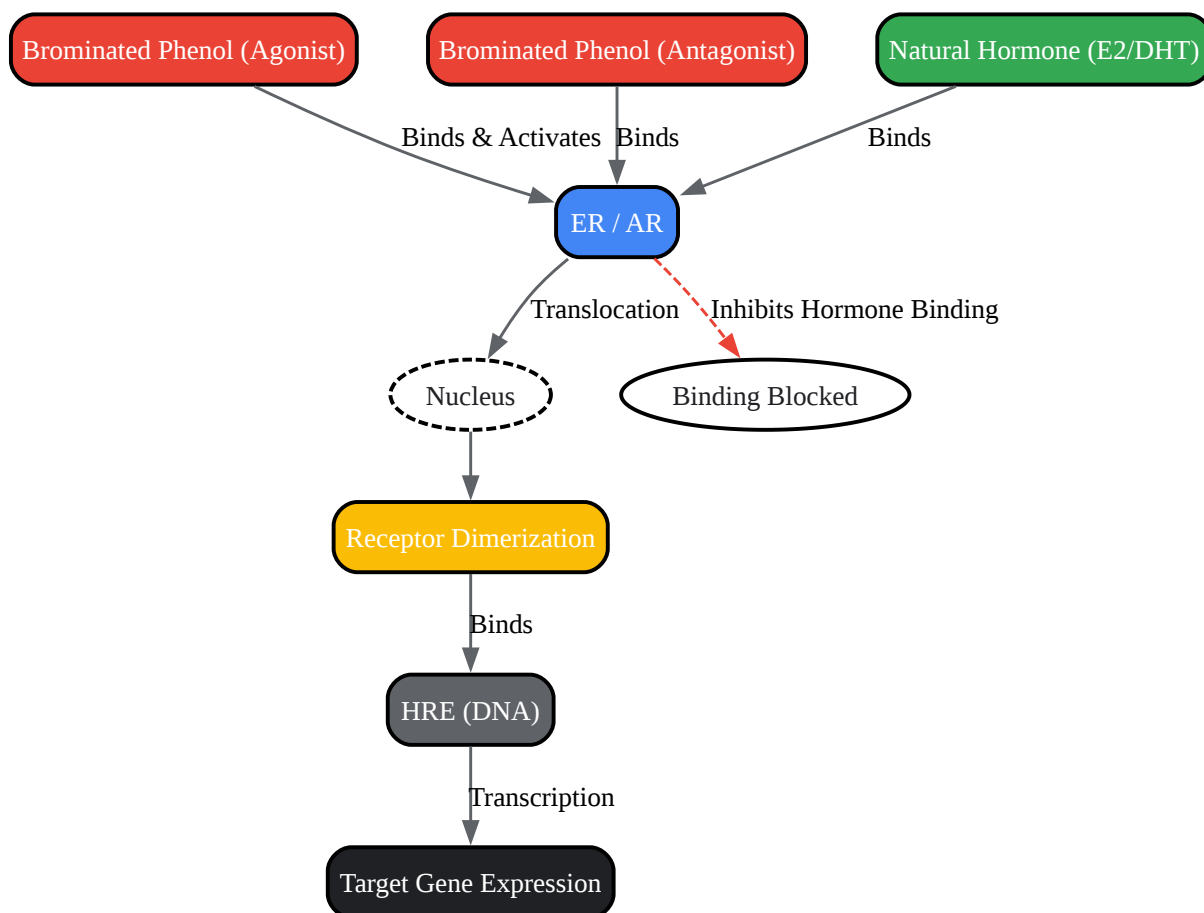 Brominated Phenol (Agonist)
Brominated Phenol (Antagonist)
Natural Hormone (E2/DHT)
Binds & Activates
Binds
Binds
ER / AR
Translocation
Inhibits Hormone Binding
Nucleus
Binding Blocked
Receptor Dimerization
Binds
HRE (DNA)
Transcription
Target Gene Expression